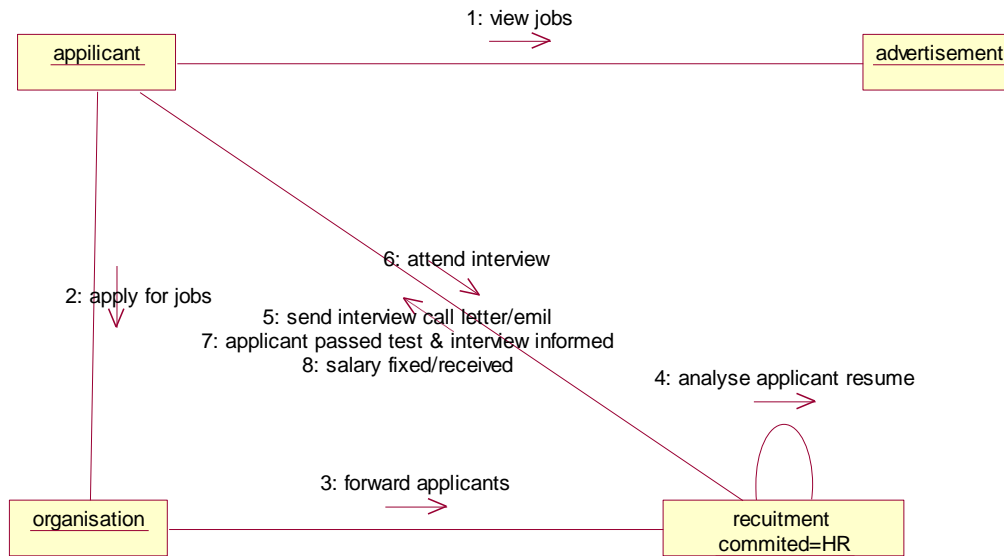 1: view jobs
appilicant
advertisement
6: attend interview
2: apply for jobs
5: send interview call letter/emil
7: applicant passed test & interview informed
8: salary fixed/received
4: analyse applicant resume
3: forward applicants
organisation
recuitment
commited=HR